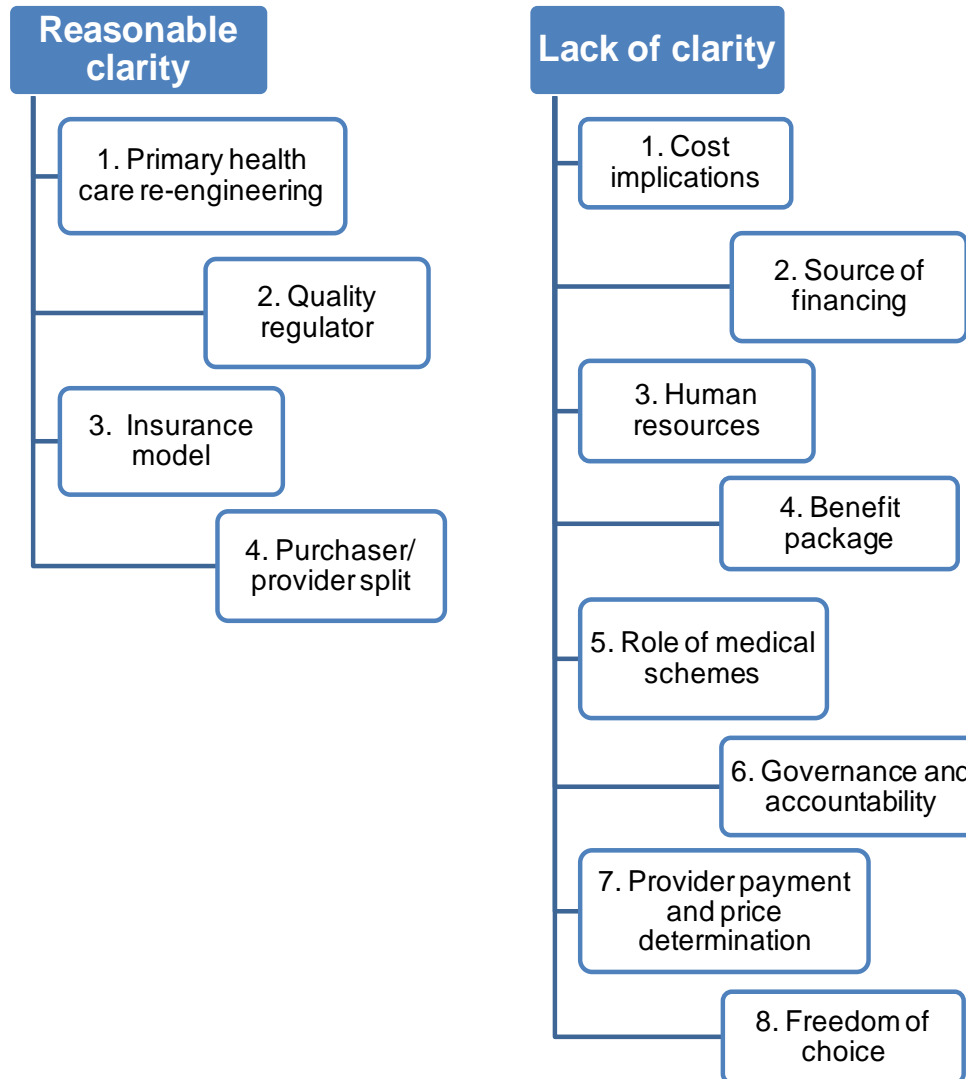 Reasonable
clarity
1. Primary health
care re-engineering
2. Quality
regulator
3. Insurance
model
4. Purchaser/
provider split
Lack of clarity
1. Cost
implications
2. Source of
financing
3. Human
resources
4. Benefit
package
5. Role of medical
schemes
6. Governance and
accountability
7. Provider payment
and price
determination
8. Freedom of
choice